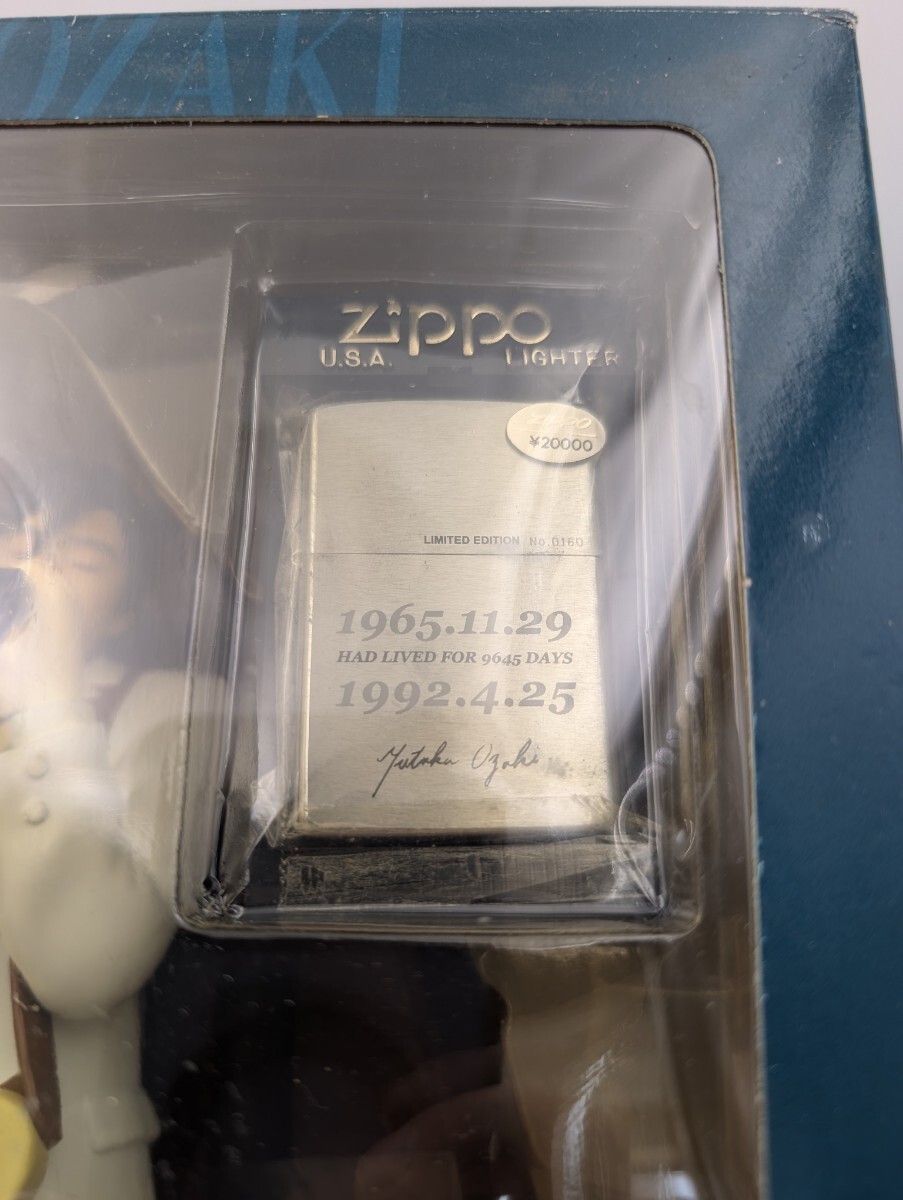 OZAKI
Zippo
U.S.A. LIGHTER
Zippo
¥20000
LIMITED EDITION No.0160
1965.11.29
HAD LIVED FOR 9645 DAYS
1992.4.25
Yutaka Ozaki